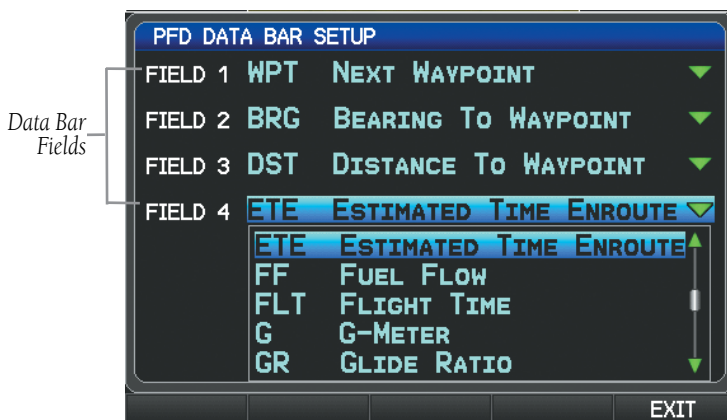 PFD DATA BAR SETUP
FIELD 1 WPT NEXT WAYPOINT
FIELD 2 BRG BEARING TO WAYPOINT
Data Bar
Fields
FIELD 3 DST DISTANCE TO WAYPOINT
FIELD 4 ETE ESTIMATED TIME ENROUTE
ETE ESTIMATED TIME ENROUTE
FF FUEL FLOW
FLT FLIGHT TIME
G G-METER
GR GLIDE RATIO
EXIT